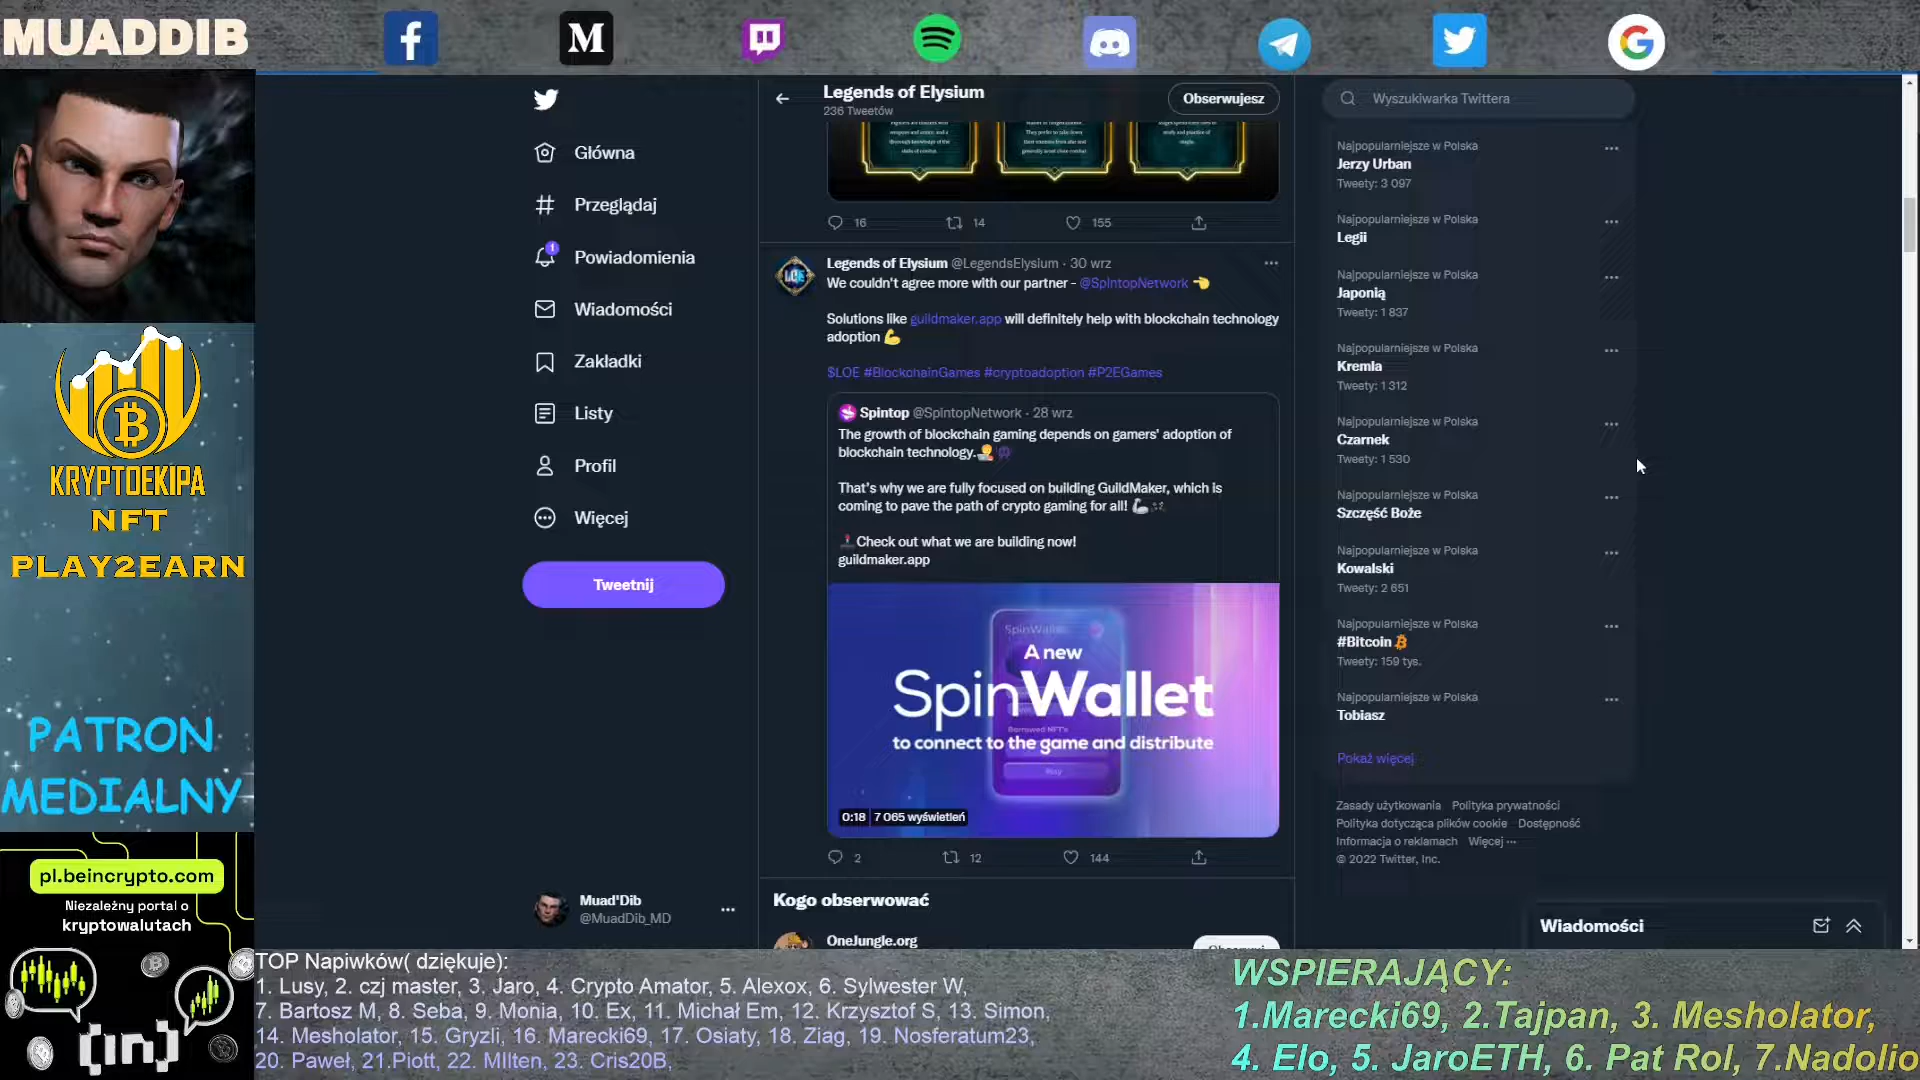 MUADDIB
KRYPTOEKIPA
NFT
PLAY2EARN
PATRON
MEDIALNY
pl.beincrypto.com
Niezależny portal o
kryptowalutach
[in]
Główna
Przeglądaj
1
Powiadomienia
Wiadomości
Zakładki
Listy
Profil
Więcej
Tweetnij
Muad'Dib
@MuadDib_MD
Legends of Elysium
236 Tweetów
Obserwujesz
16 14 155
Legends of Elysium @LegendsElysium · 30 wrz
We couldn't agree more with our partner - @SpintopNetwork 👈
Solutions like guildmaker.app will definitely help with blockchain technology
adoption 💪
$LOE #BlockchainGames #cryptoadoption #P2EGames
Spintop @SpintopNetwork · 28 wrz
The growth of blockchain gaming depends on gamers' adoption of
blockchain technology.
That's why we are fully focused on building GuildMaker, which is
coming to pave the path of crypto gaming for all!
Check out what we are building now!
guildmaker.app
SpinWallet
A new
SpinWallet
to connect to the game and distribute
0:18 7 065 wyświetleń
2 12 144
Kogo obserwować
OneJungle.org
Wyszukiwarka Twittera
Najpopularniejsze w Polska
Jerzy Urban
Tweety: 3 097
Najpopularniejsze w Polska
Legii
Najpopularniejsze w Polska
Japonią
Tweety: 1 837
Najpopularniejsze w Polska
Kremla
Tweety: 1 312
Najpopularniejsze w Polska
Czarnek
Tweety: 1 530
Najpopularniejsze w Polska
Szczęść Boże
Najpopularniejsze w Polska
Kowalski
Tweety: 2 651
Najpopularniejsze w Polska
#Bitcoin
Tweety: 159 tys.
Najpopularniejsze w Polska
Tobiasz
Pokaż więcej
Zasady użytkowania Polityka prywatności
Polityka dotycząca plików cookie Dostępność
Informacja o reklamach Więcej ···
© 2022 Twitter, Inc.
Wiadomości
TOP Napiwków( dziękuje):
1. Lusy, 2. czj master, 3. Jaro, 4. Crypto Amator, 5. Alexox, 6. Sylwester W,
7. Bartosz M, 8. Seba, 9. Monia, 10. Ex, 11. Michał Em, 12. Krzysztof S, 13. Simon,
14. Mesholator, 15. Gryzli, 16. Marecki69, 17. Osiaty, 18. Ziag, 19. Nosferatum23,
20. Paweł, 21.Piott, 22. MIlten, 23. Cris20B,
WSPIERAJĄCY:
1.Marecki69, 2.Tajpan, 3. Mesholator,
4. Elo, 5. JaroETH, 6. Pat Rol, 7.Nadolio